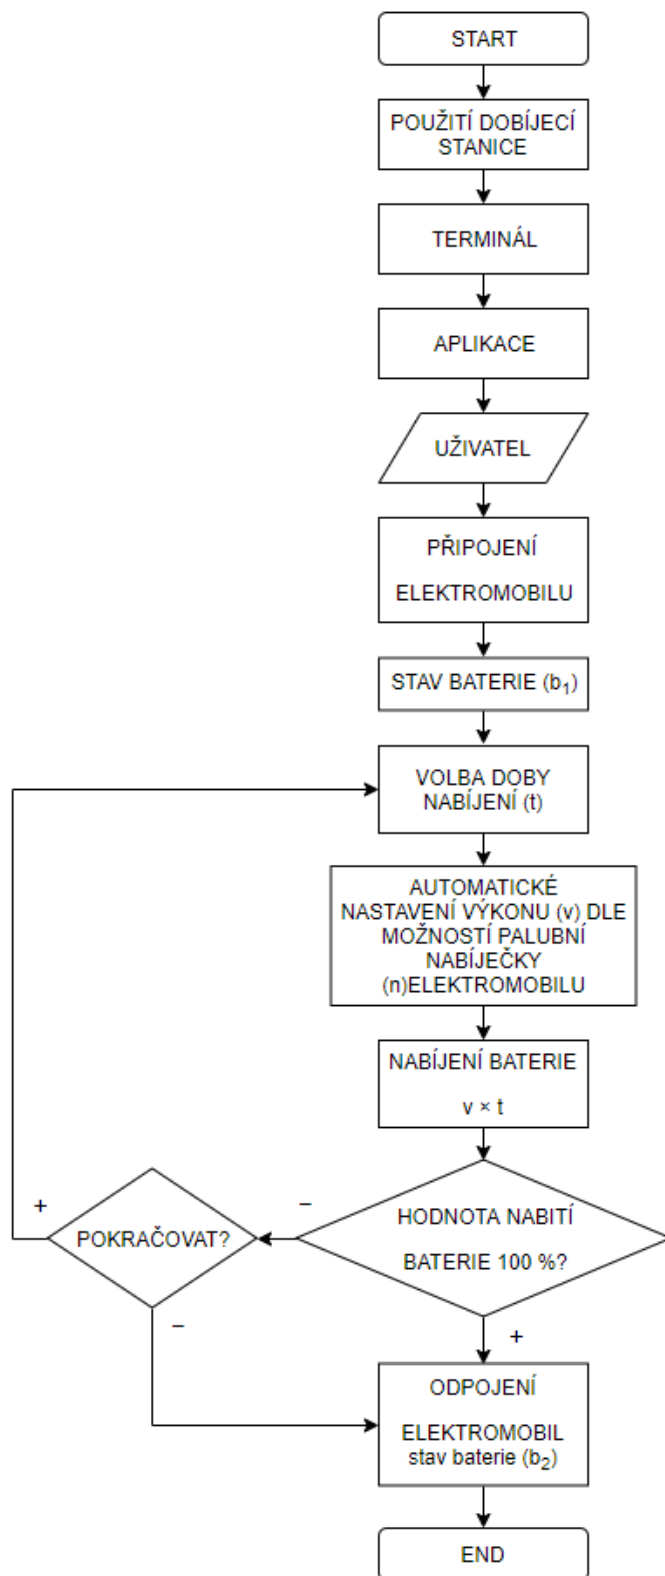 START
POUŽITÍ DOBÍJECÍ
STANICE
TERMINÁL
APLIKACE
UŽIVATEL
PŘIPOJENÍ
ELEKTROMOBILU
STAV BATERIE (b₁)
VOLBA DOBY
NABÍJENÍ (t)
AUTOMATICKÉ
NASTAVENÍ VÝKONU (v) DLE
MOŽNOSTÍ PALUBNÍ
NABÍJEČKY
(n)ELEKTROMOBILU
NABÍJENÍ BATERIE
v × t
HODNOTA NABITÍ
BATERIE 100 %?
–
POKRAČOVAT?
+
–
+
ODPOJENÍ
ELEKTROMOBIL
stav baterie (b₂)
END